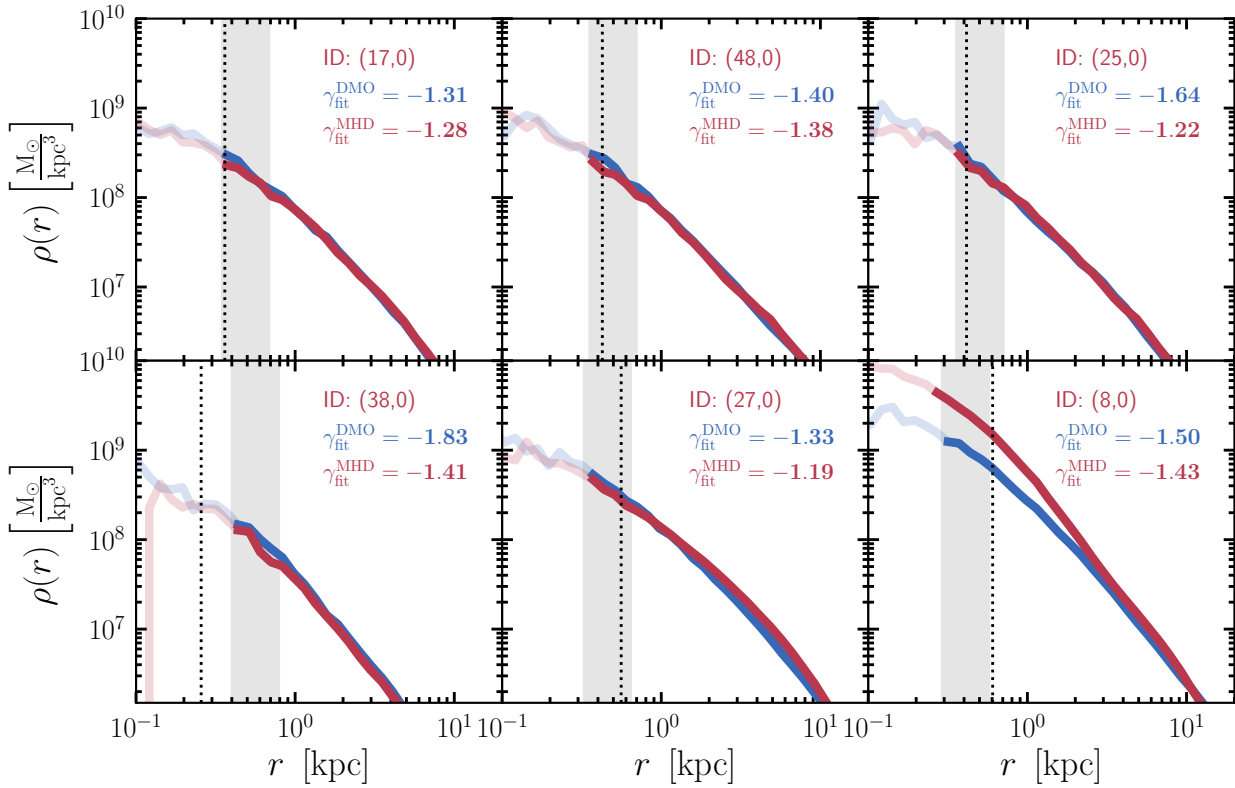 10^10
10^9
10^8
10^7
ρ(r) [M⊙/kpc^3]
ID: (17,0)
γ_fit^DMO = −1.31
γ_fit^MHD = −1.28
ID: (48,0)
γ_fit^DMO = −1.40
γ_fit^MHD = −1.38
ID: (25,0)
γ_fit^DMO = −1.64
γ_fit^MHD = −1.22
10^10
10^9
10^8
10^7
ρ(r) [M⊙/kpc^3]
ID: (38,0)
γ_fit^DMO = −1.83
γ_fit^MHD = −1.41
ID: (27,0)
γ_fit^DMO = −1.33
γ_fit^MHD = −1.19
ID: (8,0)
γ_fit^DMO = −1.50
γ_fit^MHD = −1.43
10^−1 10^0 10^1
10^−1 10^0 10^1
10^−1 10^0 10^1
r [kpc]
r [kpc]
r [kpc]